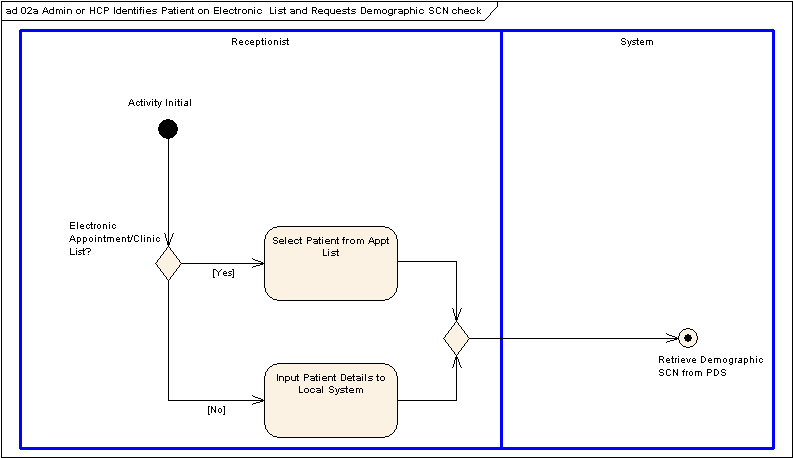 ad 02a Admin or HCP Identifies Patient on Electronic List and Requests Demographic SCN check
Receptionist
System
Activity Initial
Electronic
Appointment/Clinic
List?
Select Patient from Appt
List
[Yes]
Retrieve Demographic
SCN from PDS
Input Patient Details to
Local System
[No]